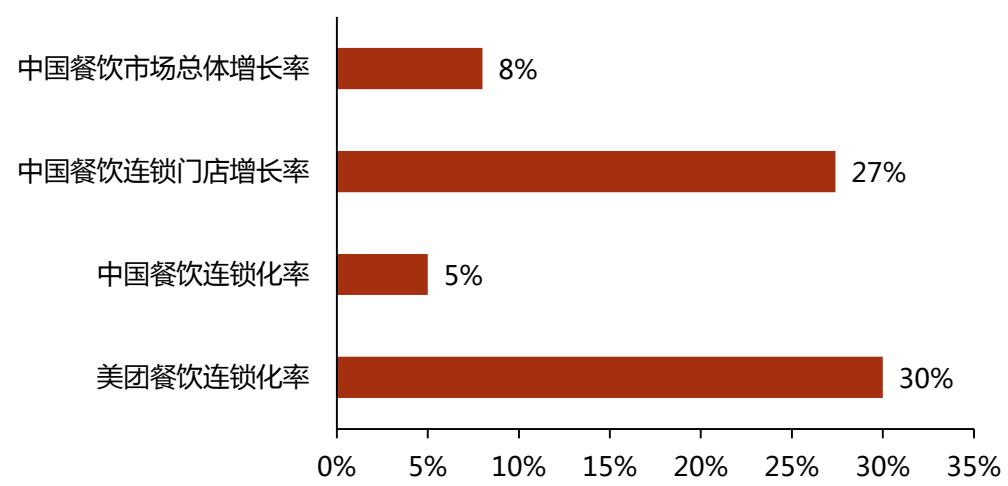 中国餐饮市场总体增长率 8%
中国餐饮连锁门店增长率 27%
中国餐饮连锁化率 5%
美团餐饮连锁化率 30%
0% 5% 10% 15% 20% 25% 30% 35%